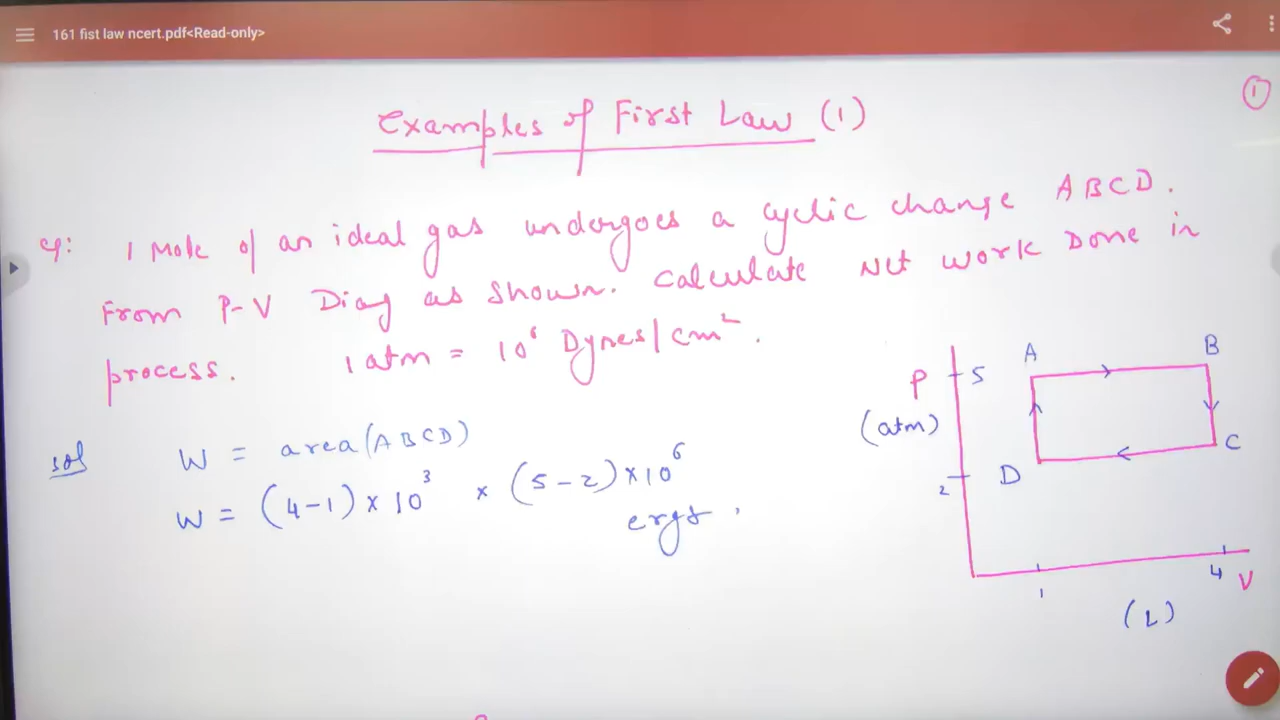 161 fist law ncert.pdf<Read-only>
1
Examples of First Law (1)
q: 1 Mole of an ideal gas undergoes a cyclic change ABCD.
From P-V Diag as shown. Calculate Net work Done in
process. 1 atm = 10⁶ Dynes/cm².
P
(atm)
5
2
A
B
C
D
1
4
V
(L)
sol W = area(ABCD)
W = (4-1)×10³ × (5-2)×10⁶
ergs.